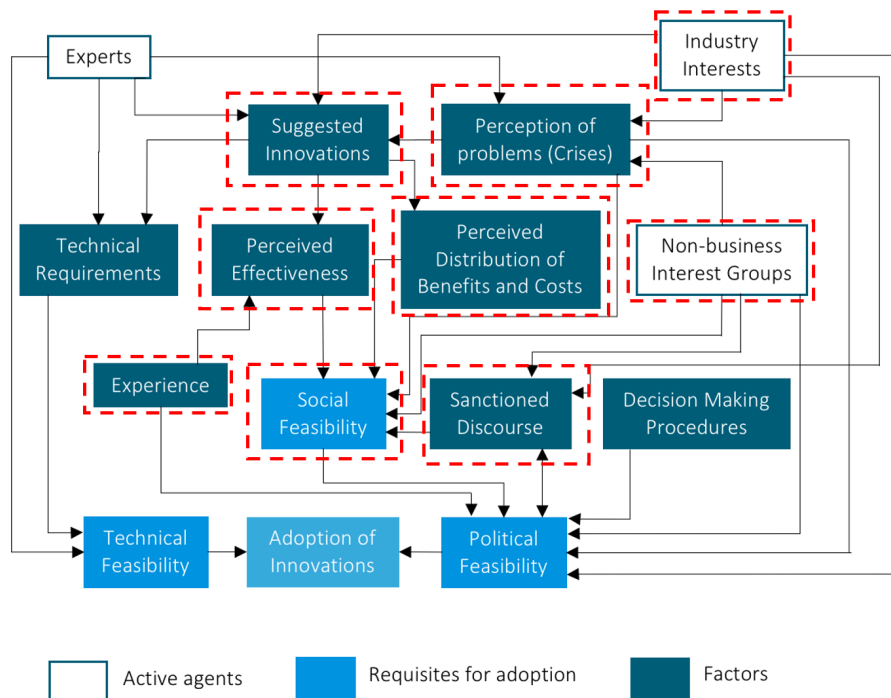 Experts
Industry
Interests
Suggested
Innovations
Perception of
problems (Crises)
Technical
Requirements
Perceived
Effectiveness
Perceived
Distribution of
Benefits and Costs
Non-business
Interest Groups
Experience
Social
Feasibility
Sanctioned
Discourse
Decision Making
Procedures
Technical
Feasibility
Adoption of
Innovations
Political
Feasibility
Active agents
Requisites for adoption
Factors